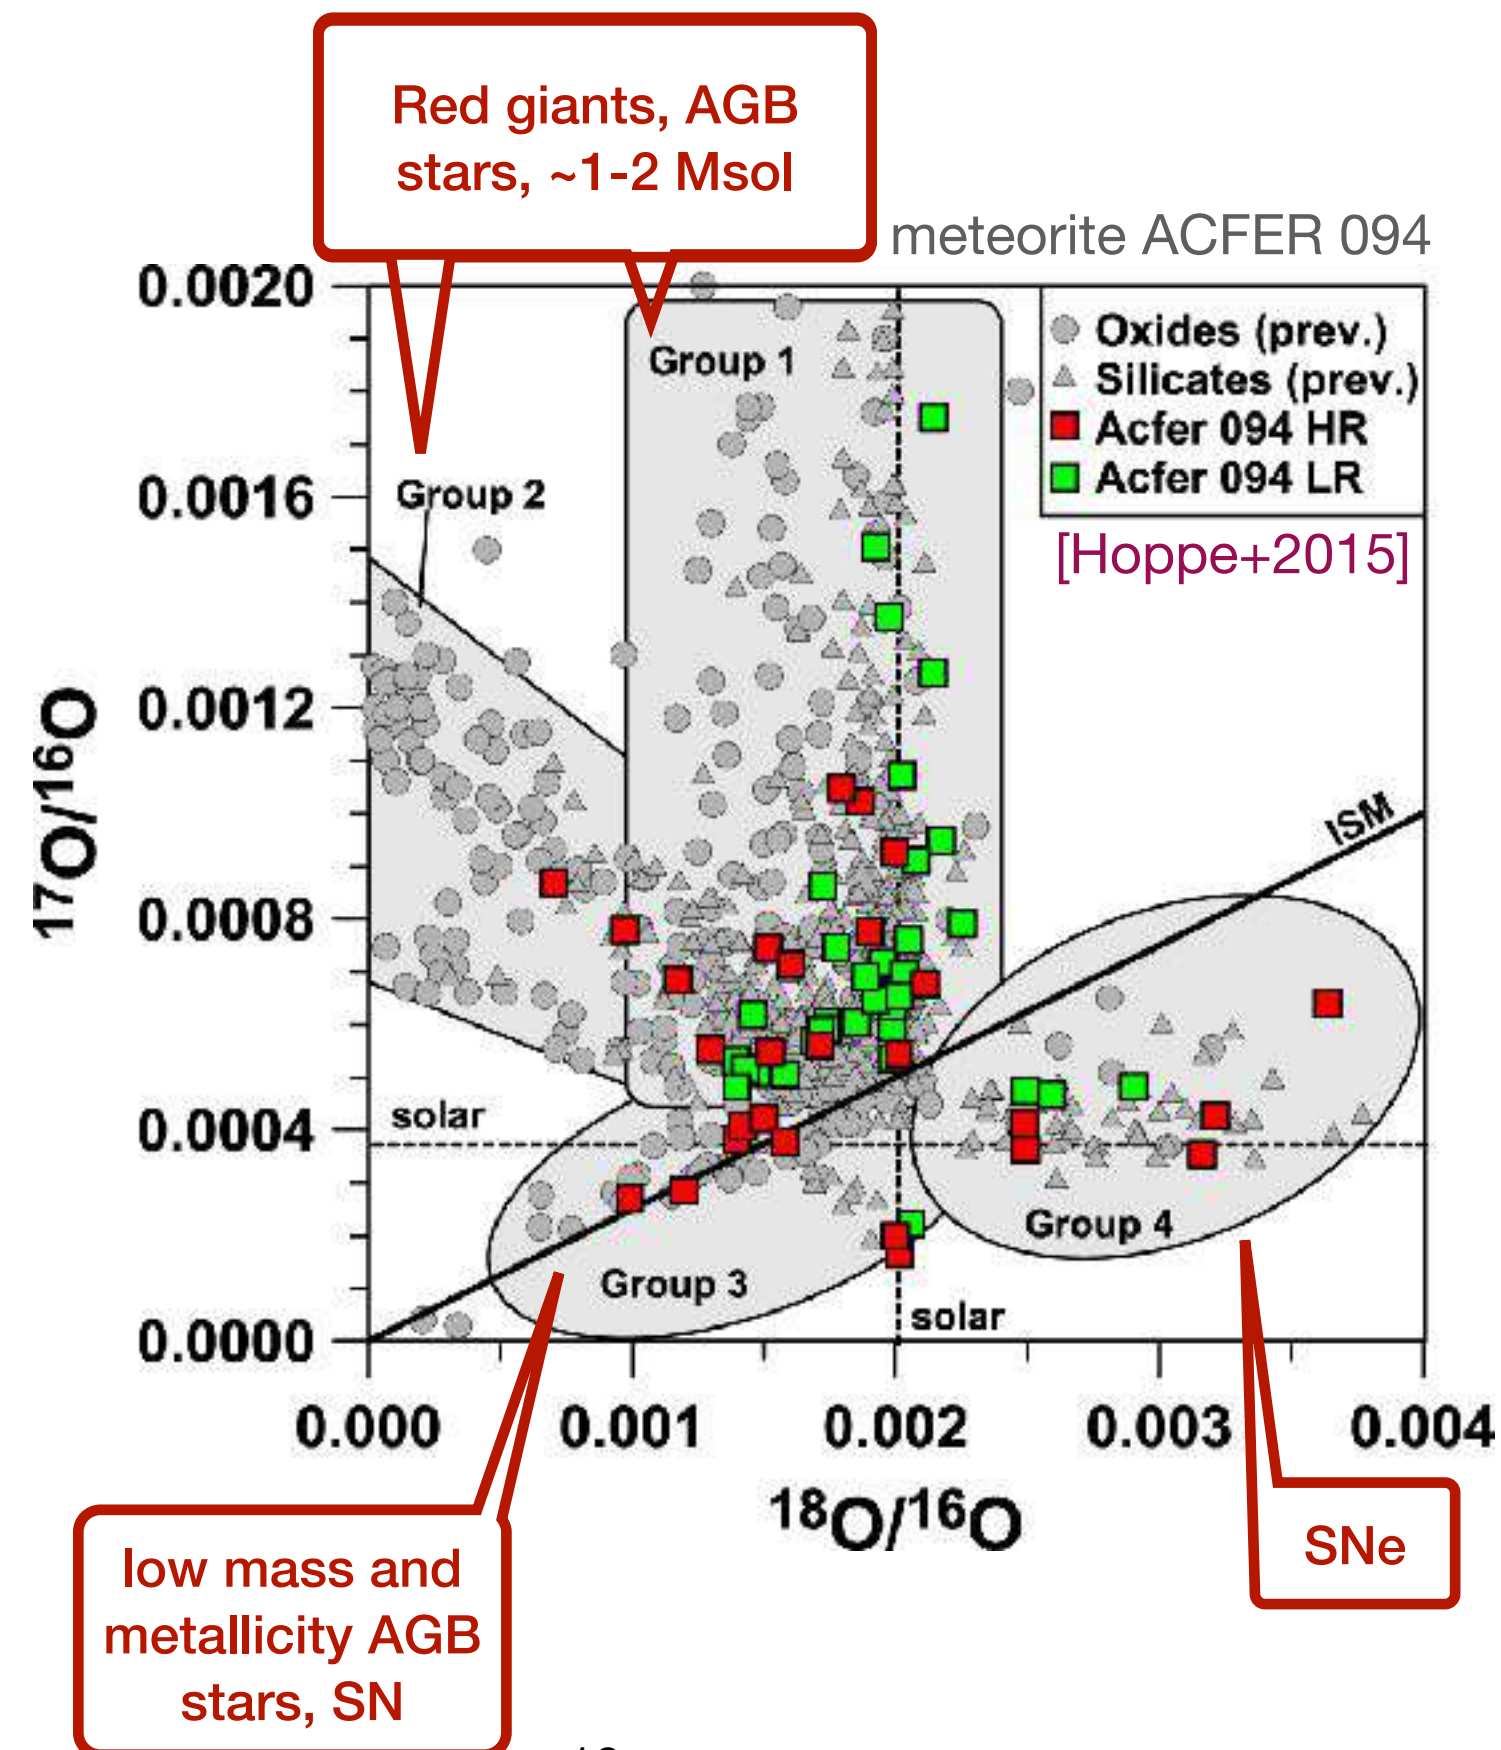 Red giants, AGB
stars, ~1-2 Msol
meteorite ACFER 094
0.0020
Oxides (prev.)
Group 1
Silicates (prev.)
Acfer 094 HR
Acfer 094 LR
0.0016
Group 2
[Hoppe+2015]
0.0012
17O/16O
ISM
0.0008
0.0004
solar
Group 4
Group 3
solar
0.0000
0.000
0.001
0.002
0.003
0.004
18O/16O
SNe
low mass and
metallicity AGB
stars, SN